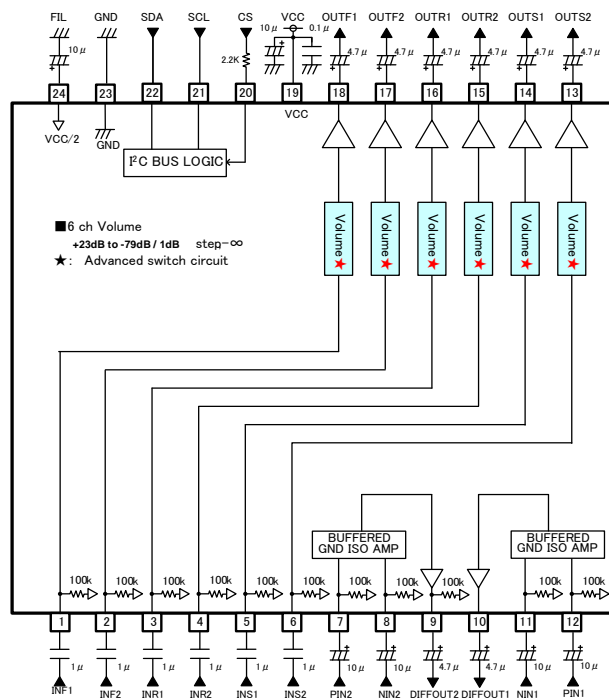 FIL GND SDA SCL CS VCC OUTF1 OUTF2 OUTR1 OUTR2 OUTS1 OUTS2
10μ 2.2K 10μ 0.1μ 4.7μ 4.7μ 4.7μ 4.7μ 4.7μ 4.7μ
24 23 22 21 20 19 18 17 16 15 14 13
VCC/2 GND VCC
I²C BUS LOGIC
■6 ch Volume
+23dB to -79dB / 1dB step-∞
★: Advanced switch circuit
Volume★ Volume★ Volume★ Volume★ Volume★ Volume★
BUFFERED
GND ISO AMP
BUFFERED
GND ISO AMP
100k 100k 100k 100k 100k 100k 100k 100k 100k 100k 100k
1 2 3 4 5 6 7 8 9 10 11 12
1μ 1μ 1μ 1μ 1μ 1μ 10μ 10μ 4.7μ 4.7μ 10μ 10μ
INF1 INF2 INR1 INR2 INS1 INS2 PIN2 NIN2 DIFFOUT2 DIFFOUT1 NIN1 PIN1